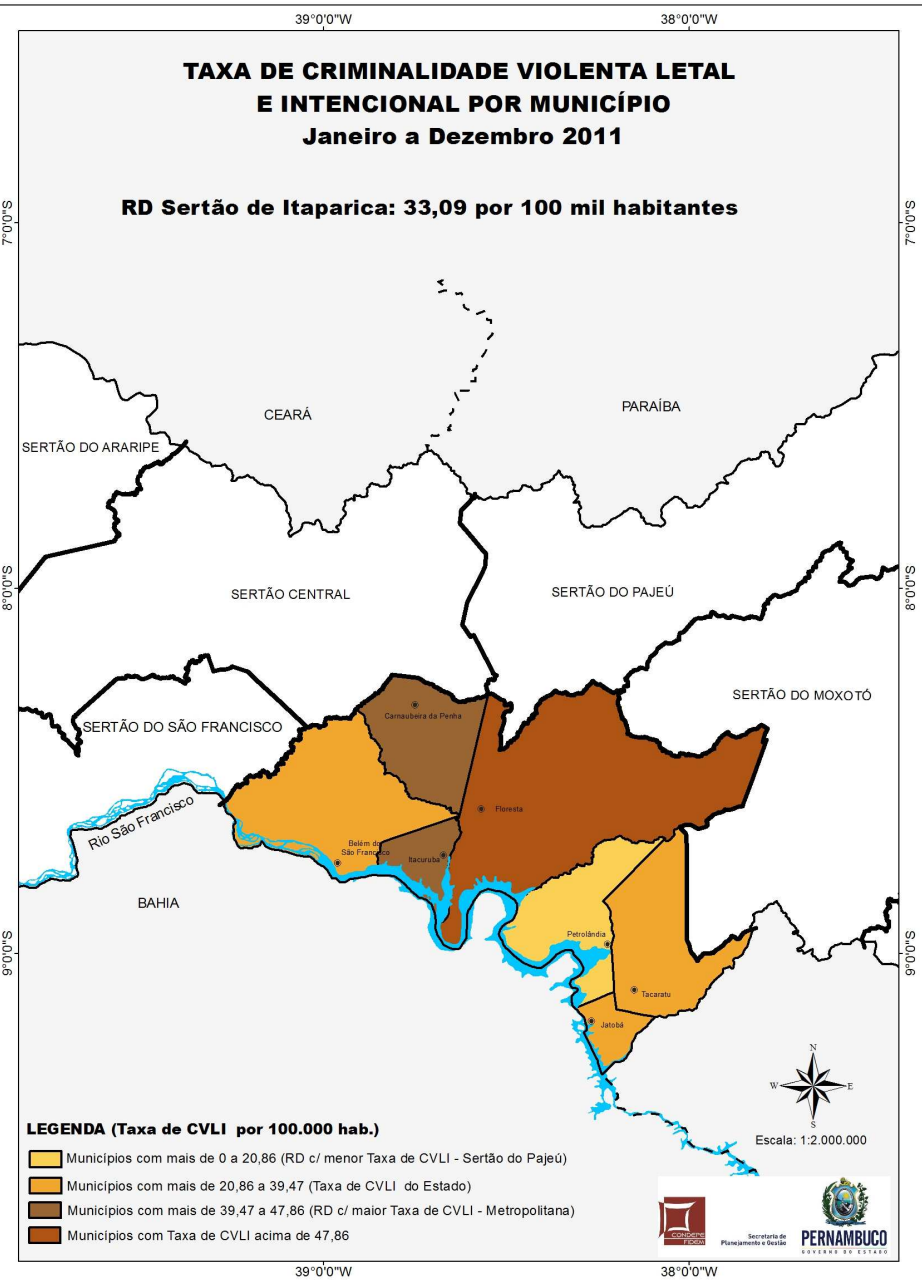 39°0'0"W 38°0'0"W
TAXA DE CRIMINALIDADE VIOLENTA LETAL
E INTENCIONAL POR MUNICÍPIO
Janeiro a Dezembro 2011
RD Sertão de Itaparica: 33,09 por 100 mil habitantes
7°0'0"S 7°0'0"S
CEARÁ
PARAÍBA
SERTÃO DO ARARIPE
8°0'0"S 8°0'0"S
SERTÃO CENTRAL
SERTÃO DO PAJEÚ
SERTÃO DO MOXOTÓ
SERTÃO DO SÃO FRANCISCO
Carnaubeira da Penha
Rio São Francisco
Floresta
Belém do
São Francisco
Itacuruba
BAHIA
Petrolândia
9°0'0"S 9°0'0"S
Tacaratu
Jatobá
N
W E
S
Escala: 1:2.000.000
LEGENDA (Taxa de CVLI por 100.000 hab.)
Municípios com mais de 0 a 20,86 (RD c/ menor Taxa de CVLI - Sertão do Pajeú)
Municípios com mais de 20,86 a 39,47 (Taxa de CVLI do Estado)
Municípios com mais de 39,47 a 47,86 (RD c/ maior Taxa de CVLI - Metropolitana)
Municípios com Taxa de CVLI acima de 47,86
CONDEPE
FIDEM
Secretaria de
Planejamento e Gestão
PERNAMBUCO
GOVERNO DO ESTADO
39°0'0"W 38°0'0"W